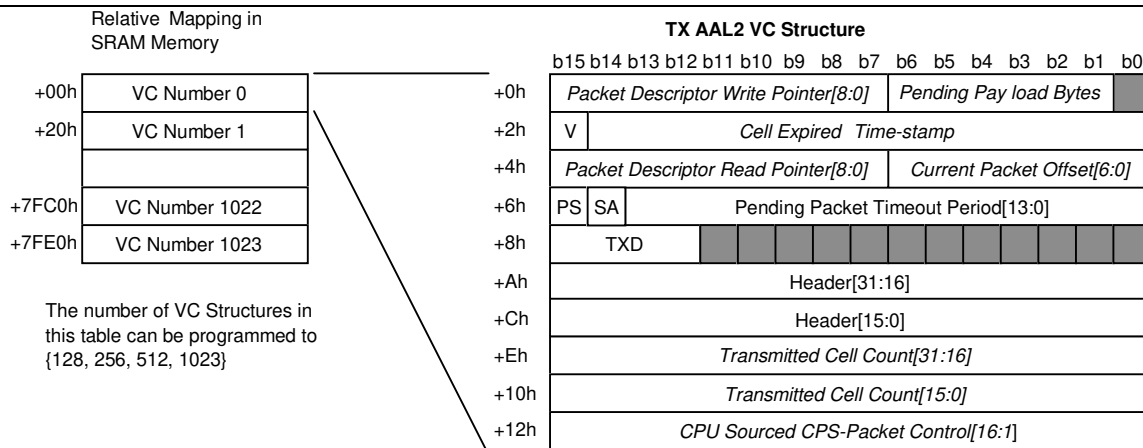 Relative Mapping in
SRAM Memory
+00h VC Number 0
+20h VC Number 1
+7FC0h VC Number 1022
+7FE0h VC Number 1023
The number of VC Structures in
this table can be programmed to
{128, 256, 512, 1023}
TX AAL2 VC Structure
b15 b14 b13 b12 b11 b10 b9 b8 b7 b6 b5 b4 b3 b2 b1 b0
+0h Packet Descriptor Write Pointer[8:0] Pending Pay load Bytes
+2h V Cell Expired Time-stamp
+4h Packet Descriptor Read Pointer[8:0] Current Packet Offset[6:0]
+6h PS SA Pending Packet Timeout Period[13:0]
+8h TXD
+Ah Header[31:16]
+Ch Header[15:0]
+Eh Transmitted Cell Count[31:16]
+10h Transmitted Cell Count[15:0]
+12h CPU Sourced CPS-Packet Control[16:1]